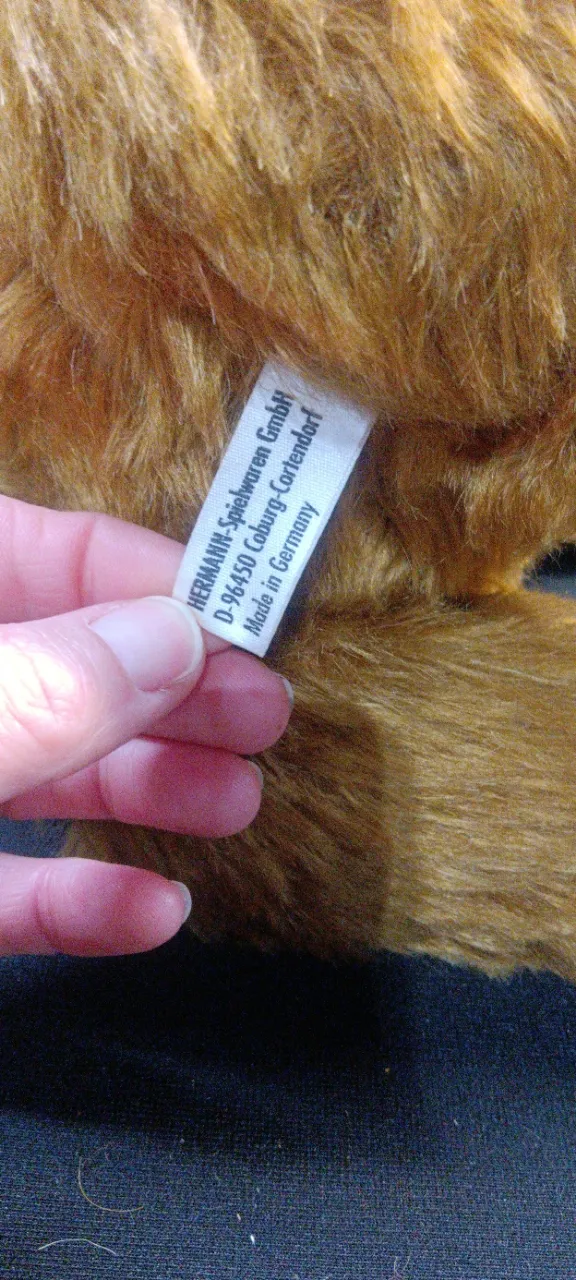 HERMANN-Spielwaren GmbH
D-96450 Coburg-Cortendorf
Made in Germany